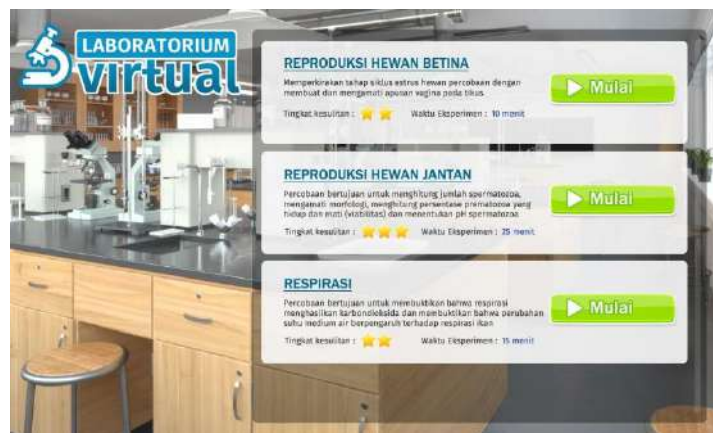 LABORATORIUM
virtual
REPRODUKSI HEWAN BETINA
Memperkirakan tahap siklus estrus hewan percobaan dengan
membuat dan mengamati apusan vagina pada tikus
Tingkat kesulitan : Waktu Eksperimen : 10 menit
Mulai
REPRODUKSI HEWAN JANTAN
Percobaan bertujuan untuk menghitung jumlah spermatozoa,
mengamati morfologi, menghitung persentase prematozoa yang
hidup dan mati (viabilitas) dan menentukan pH spermatozoa
Tingkat kesulitan : Waktu Eksperimen : 25 menit
Mulai
RESPIRASI
Percobaan bertujuan untuk membuktikan bahwa respirasi
menghasilkan karbondioksida dan membuktikan bahwa perubahan
suhu medium air berpengaruh terhadap respirasi ikan
Tingkat kesulitan : Waktu Eksperimen : 15 menit
Mulai